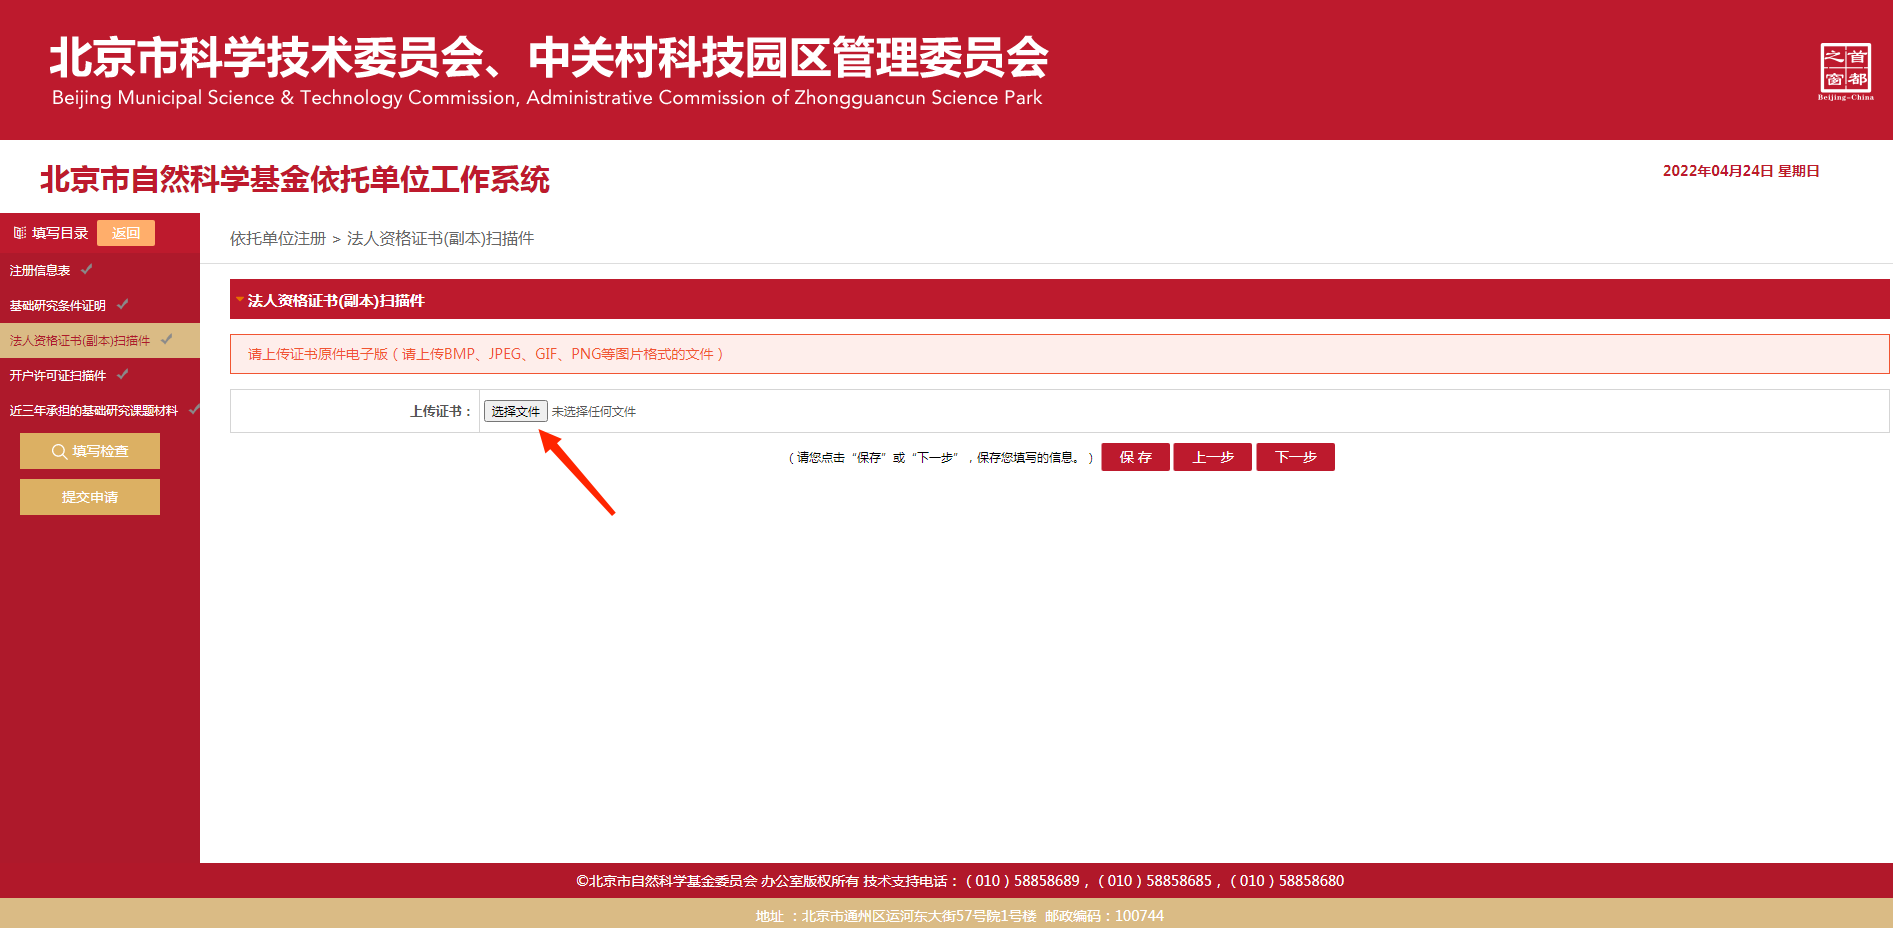 北京市科学技术委员会、中关村科技园区管理委员会
Beijing Municipal Science & Technology Commission, Administrative Commission of Zhongguancun Science Park
首都之窗
Beijing-China
北京市自然科学基金依托单位工作系统
2022年04月24日 星期日
填写目录 返回
注册信息表
基础研究条件证明
法人资格证书(副本)扫描件
开户许可证扫描件
近三年承担的基础研究课题材料
填写检查
提交申请
依托单位注册 > 法人资格证书(副本)扫描件
法人资格证书(副本)扫描件
请上传证书原件电子版（请上传BMP、JPEG、GIF、PNG等图片格式的文件）
上传证书： 选择文件 未选择任何文件
（请您点击“保存”或“下一步”，保存您填写的信息。） 保 存 上一步 下一步
©北京市自然科学基金委员会 办公室版权所有 技术支持电话：（010）58858689，（010）58858685，（010）58858680
地址 ：北京市通州区运河东大街57号院1号楼 邮政编码：100744